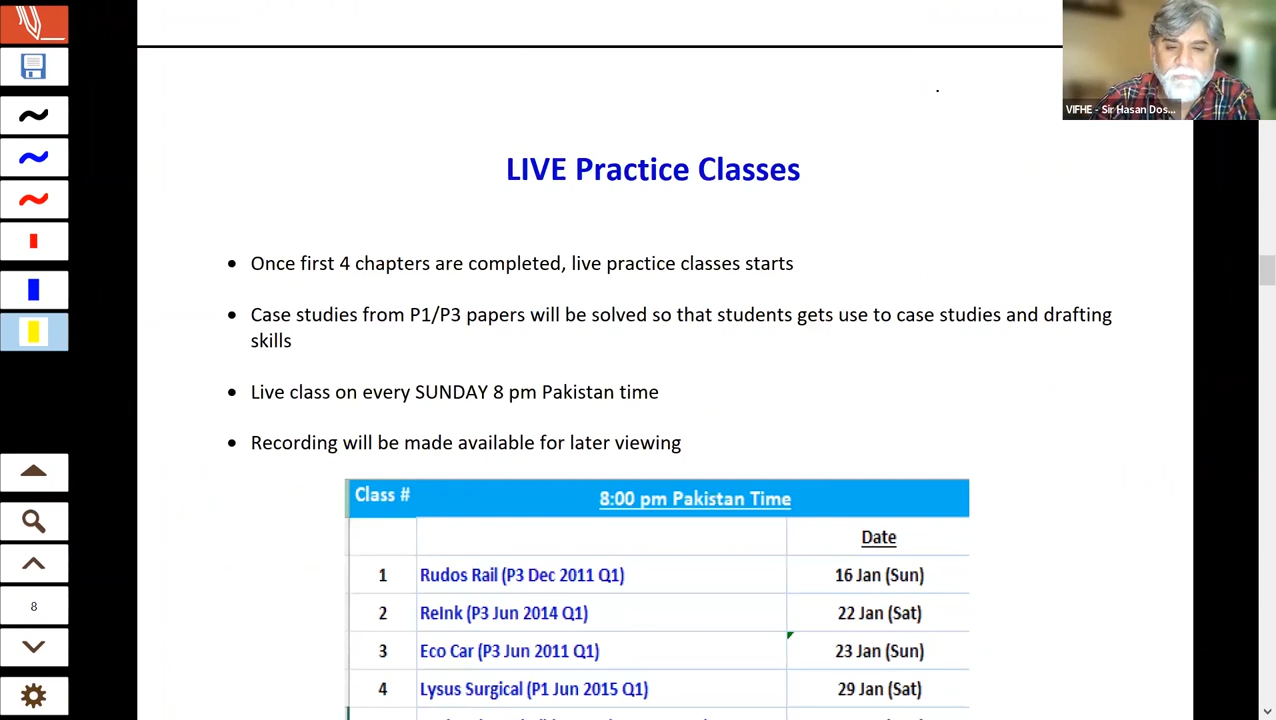 VIFHE - Sir Hasan Dos...
LIVE Practice Classes
• Once first 4 chapters are completed, live practice classes starts
• Case studies from P1/P3 papers will be solved so that students gets use to case studies and drafting
skills
• Live class on every SUNDAY 8 pm Pakistan time
• Recording will be made available for later viewing
Class # 8:00 pm Pakistan Time
Date
1 Rudos Rail (P3 Dec 2011 Q1) 16 Jan (Sun)
2 ReInk (P3 Jun 2014 Q1) 22 Jan (Sat)
3 Eco Car (P3 Jun 2011 Q1) 23 Jan (Sun)
4 Lysus Surgical (P1 Jun 2015 Q1) 29 Jan (Sat)
8